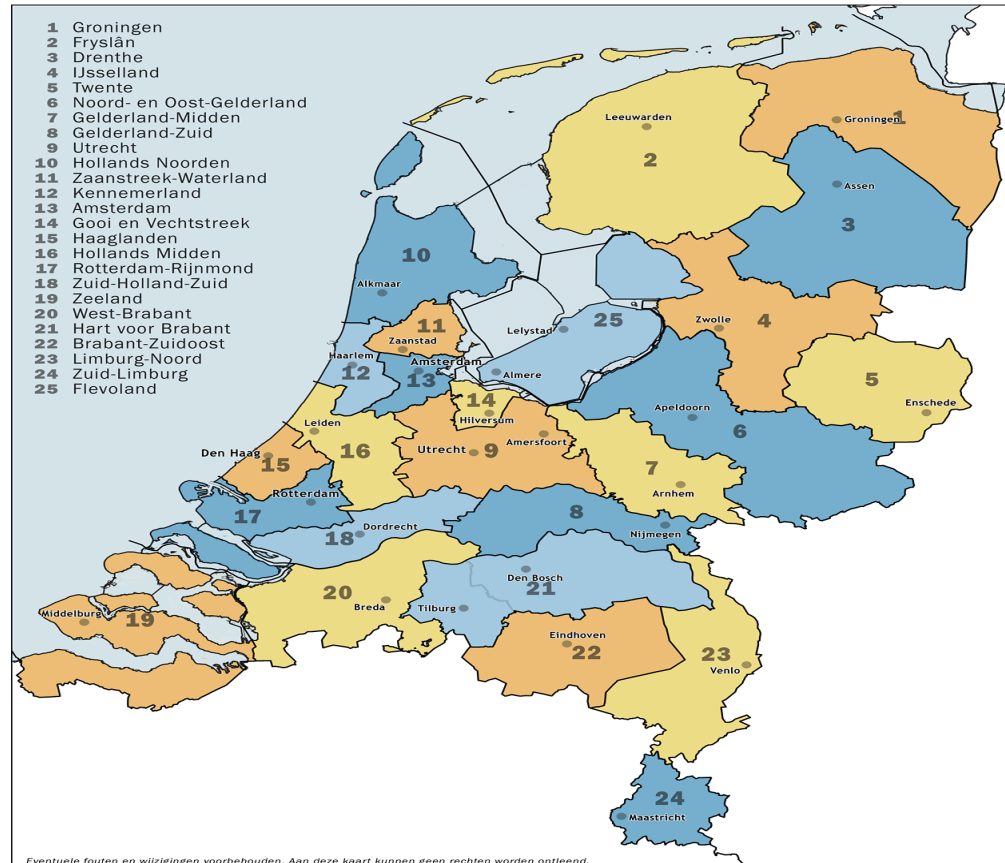 1 Groningen
2 Fryslân
3 Drenthe
4 IJsselland
5 Twente
6 Noord- en Oost-Gelderland
7 Gelderland-Midden
8 Gelderland-Zuid
9 Utrecht
10 Hollands Noorden
11 Zaanstreek-Waterland
12 Kennemerland
13 Amsterdam
14 Gooi en Vechtstreek
15 Haaglanden
16 Hollands Midden
17 Rotterdam-Rijnmond
18 Zuid-Holland-Zuid
19 Zeeland
20 West-Brabant
21 Hart voor Brabant
22 Brabant-Zuidoost
23 Limburg-Noord
24 Zuid-Limburg
25 Flevoland
Leeuwarden
2
Groningen
1
Assen
3
10
Alkmaar
11
Zaanstad
Lelystad
25
Zwolle
4
Haarlem
12
Amsterdam
13
Almere
14
Hilversum
5
Enschede
Apeldoorn
6
Leiden
16
Den Haag
15
Utrecht
9
Amersfoort
7
Arnhem
Rotterdam
17
Dordrecht
18
8
Nijmegen
Den Bosch
21
20
Breda
Tilburg
Middelburg
19
Eindhoven
22
23
Venlo
24
Maastricht
Eventuele fouten en wijzigingen voorbehouden. Aan deze kaart kunnen geen rechten worden ontleend.